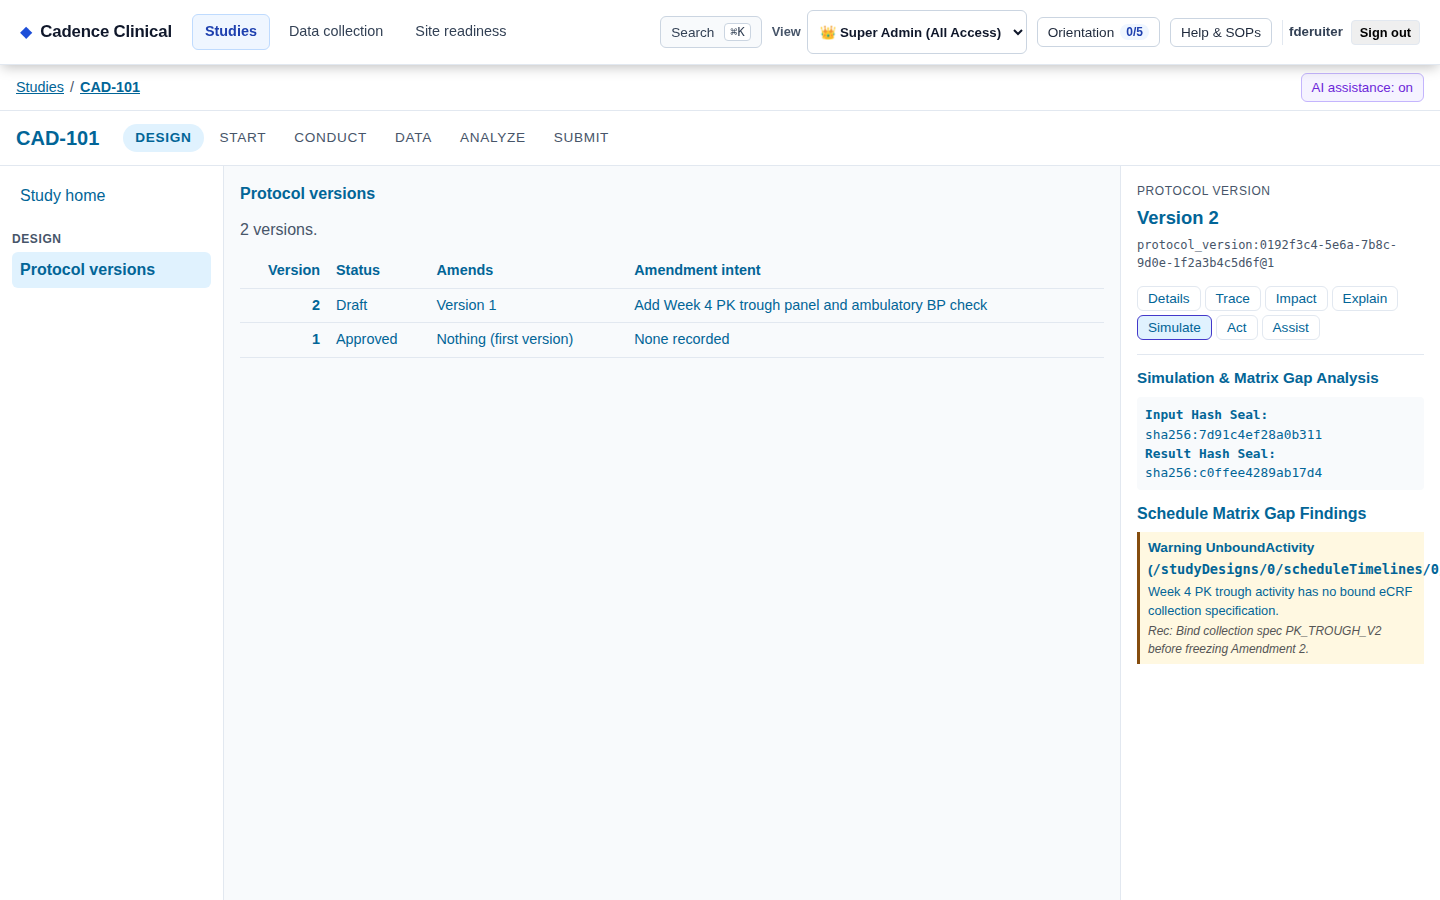 Cadence Clinical
Studies
Data collection
Site readiness
Search ⌘K
View
👑 Super Admin (All Access)
Orientation 0/5
Help & SOPs
fderuiter
Sign out
Studies / CAD-101
AI assistance: on
CAD-101
DESIGN
START
CONDUCT
DATA
ANALYZE
SUBMIT
Study home
DESIGN
Protocol versions
Protocol versions
2 versions.
Version Status Amends Amendment intent
2 Draft Version 1 Add Week 4 PK trough panel and ambulatory BP check
1 Approved Nothing (first version) None recorded
PROTOCOL VERSION
Version 2
protocol_version:0192f3c4-5e6a-7b8c-
9d0e-1f2a3b4c5d6f@1
Details Trace Impact Explain
Simulate Act Assist
Simulation & Matrix Gap Analysis
Input Hash Seal:
sha256:7d91c4ef28a0b311
Result Hash Seal:
sha256:c0ffee4289ab17d4
Schedule Matrix Gap Findings
Warning UnboundActivity
(/studyDesigns/0/scheduleTimelines/0
Week 4 PK trough activity has no bound eCRF
collection specification.
Rec: Bind collection spec PK_TROUGH_V2
before freezing Amendment 2.